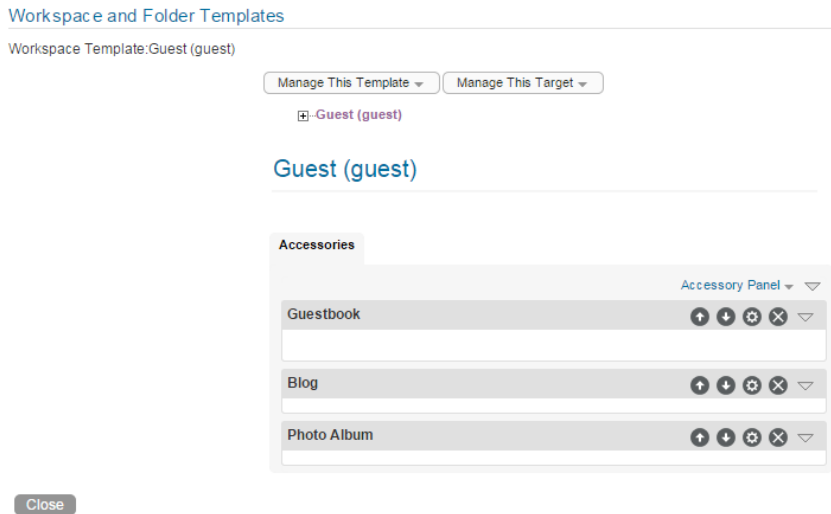 Workspace and Folder Templates
Workspace Template:Guest (guest)
Manage This Template Manage This Target
Guest (guest)
Guest (guest)
Accessories
Accessory Panel
Guestbook
Blog
Photo Album
Close